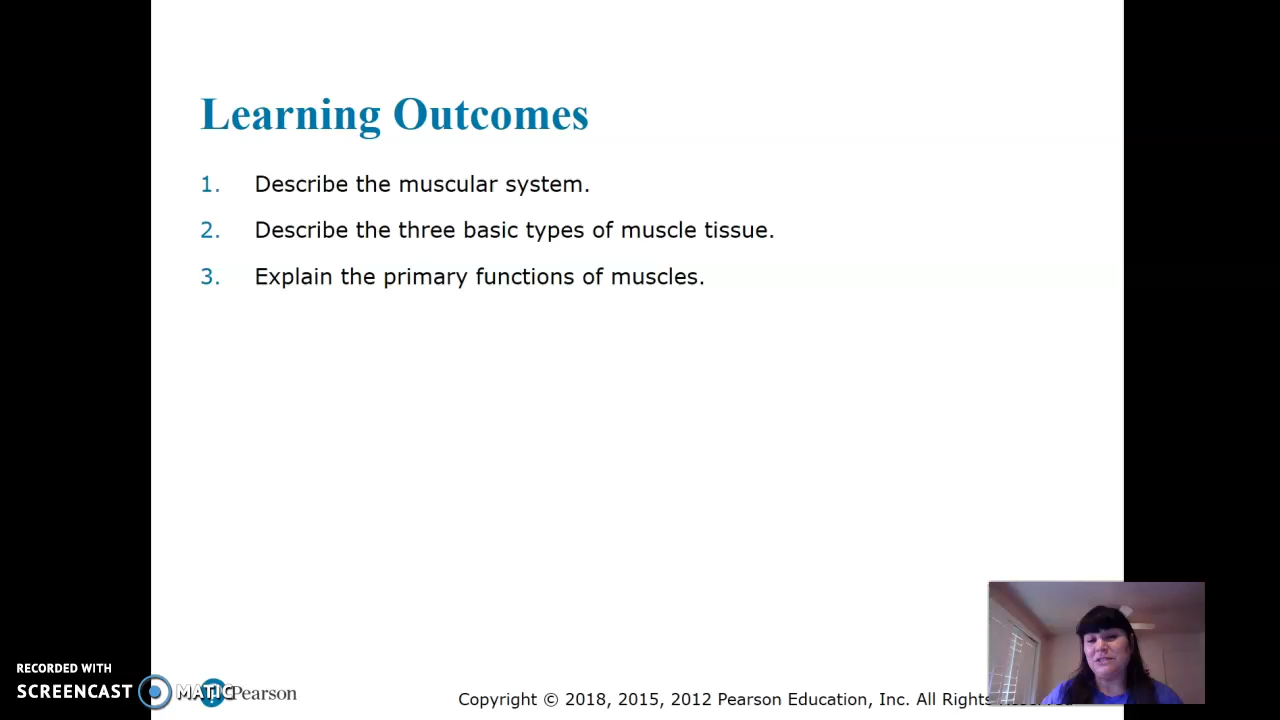 Learning Outcomes
1. Describe the muscular system.
2. Describe the three basic types of muscle tissue.
3. Explain the primary functions of muscles.
RECORDED WITH
SCREENCAST MATIC
Pearson
Copyright © 2018, 2015, 2012 Pearson Education, Inc. All Rights